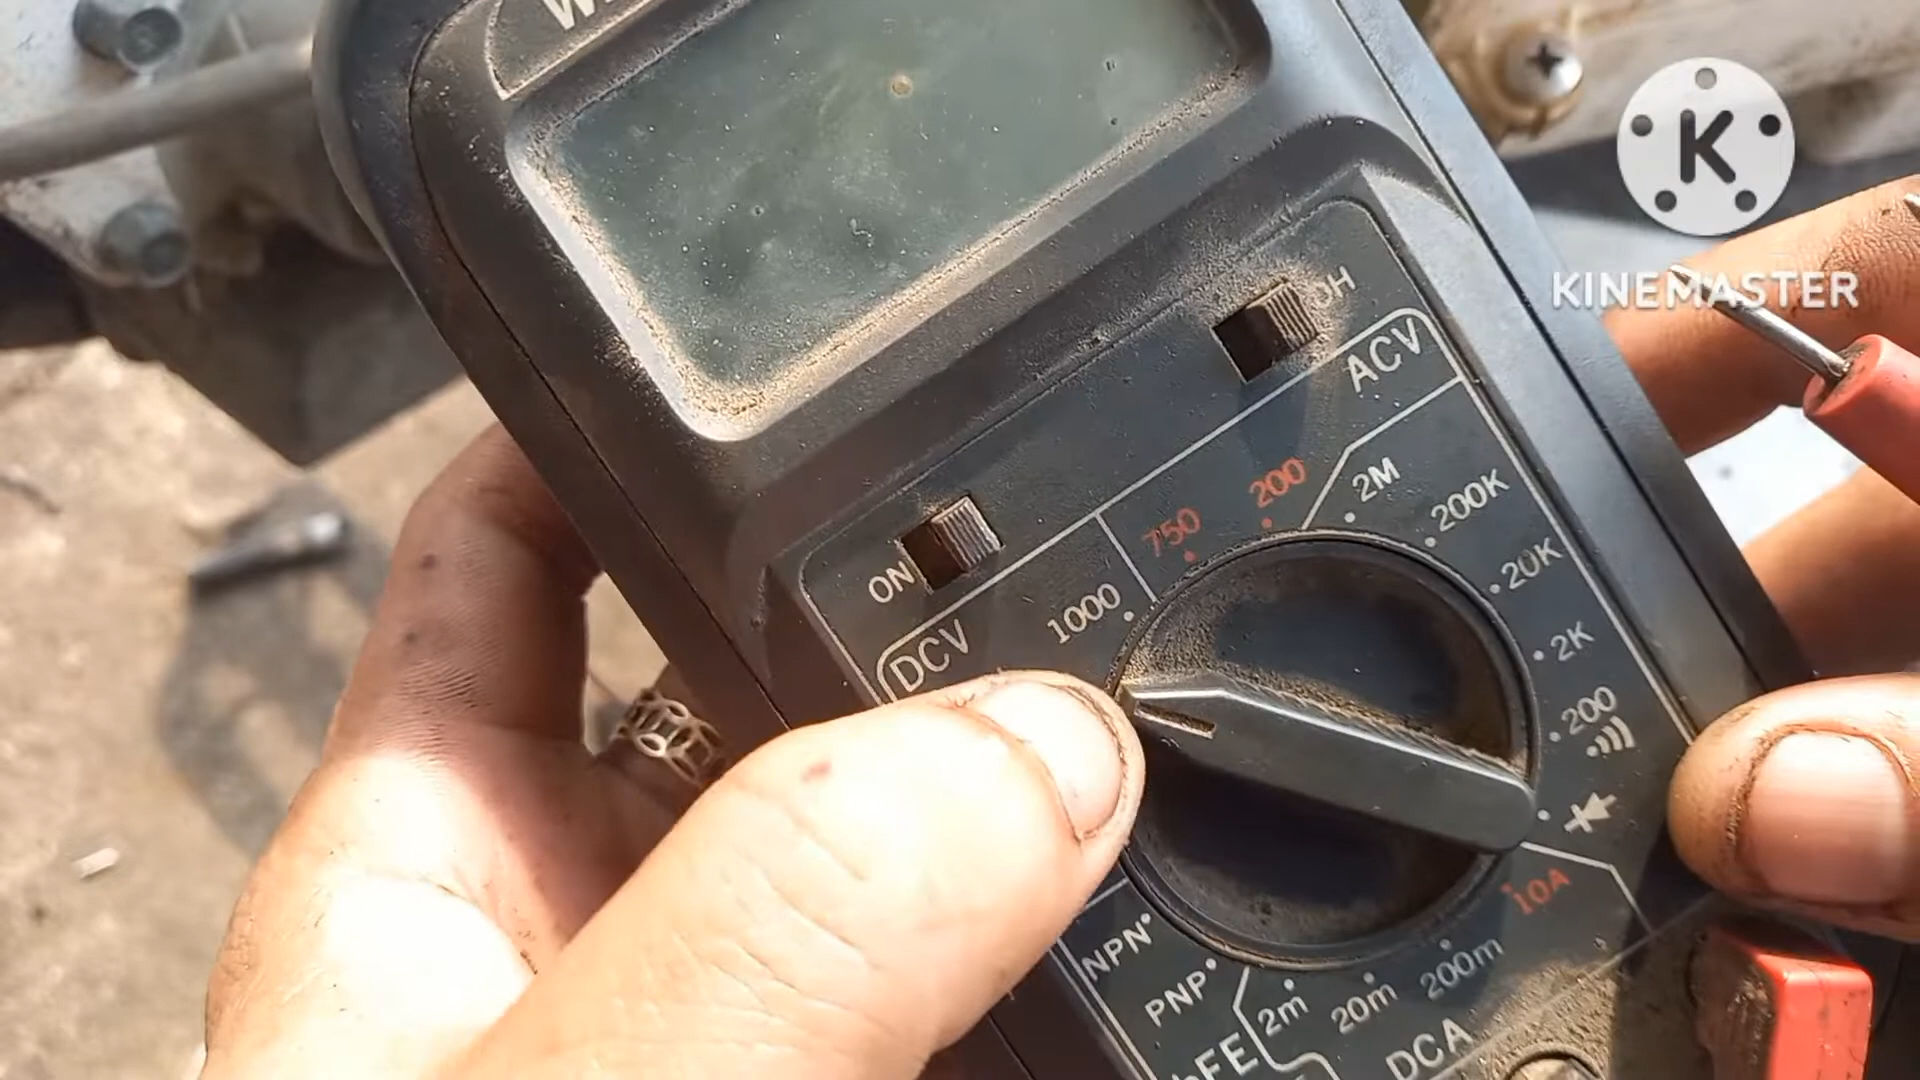 K
KINEMASTER
ON
DCV
1000
750
200
ACV
2M
200K
20K
2K
200
10A
200m
20m
2m
DCA
NPN
PNP
hFE